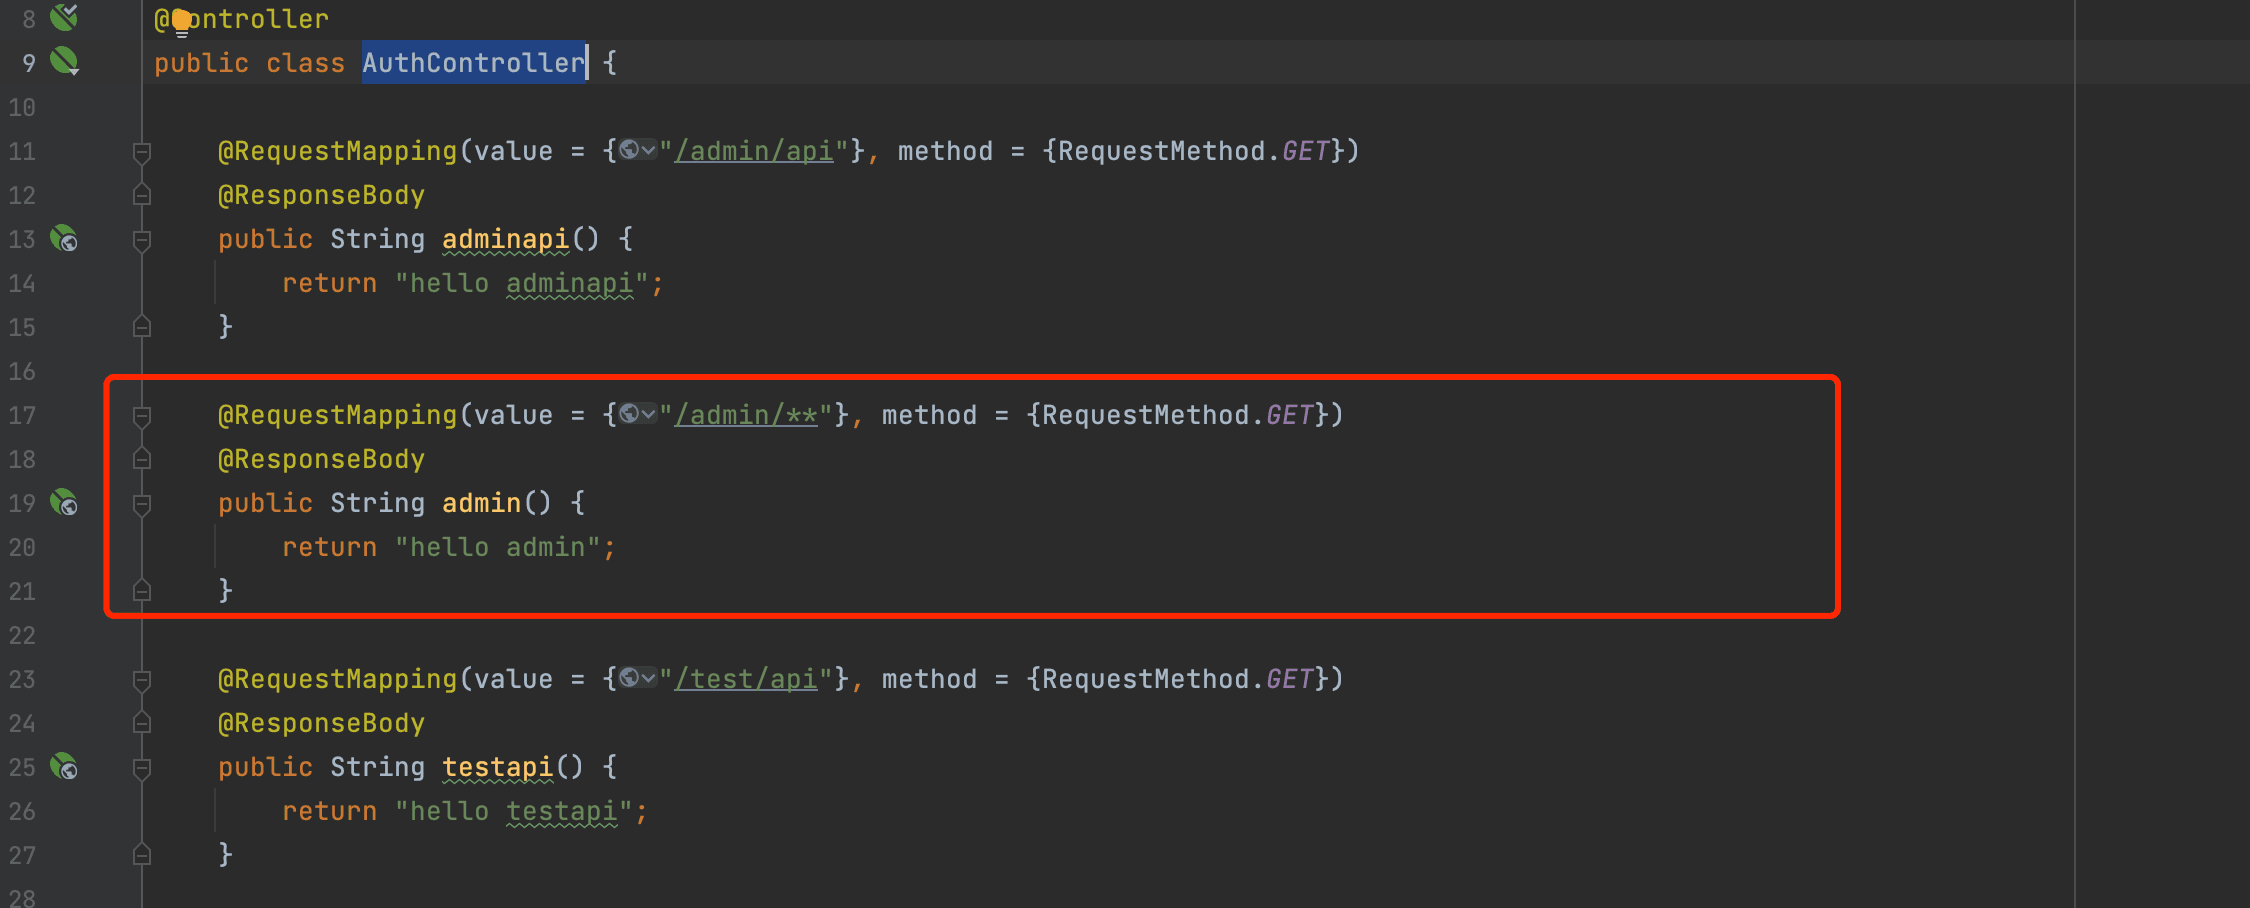 8 @Controller
9 public class AuthController {
10
11 @RequestMapping(value = {"/admin/api"}, method = {RequestMethod.GET})
12 @ResponseBody
13 public String adminapi() {
14 return "hello adminapi";
15 }
16
17 @RequestMapping(value = {"/admin/**"}, method = {RequestMethod.GET})
18 @ResponseBody
19 public String admin() {
20 return "hello admin";
21 }
22
23 @RequestMapping(value = {"/test/api"}, method = {RequestMethod.GET})
24 @ResponseBody
25 public String testapi() {
26 return "hello testapi";
27 }
28